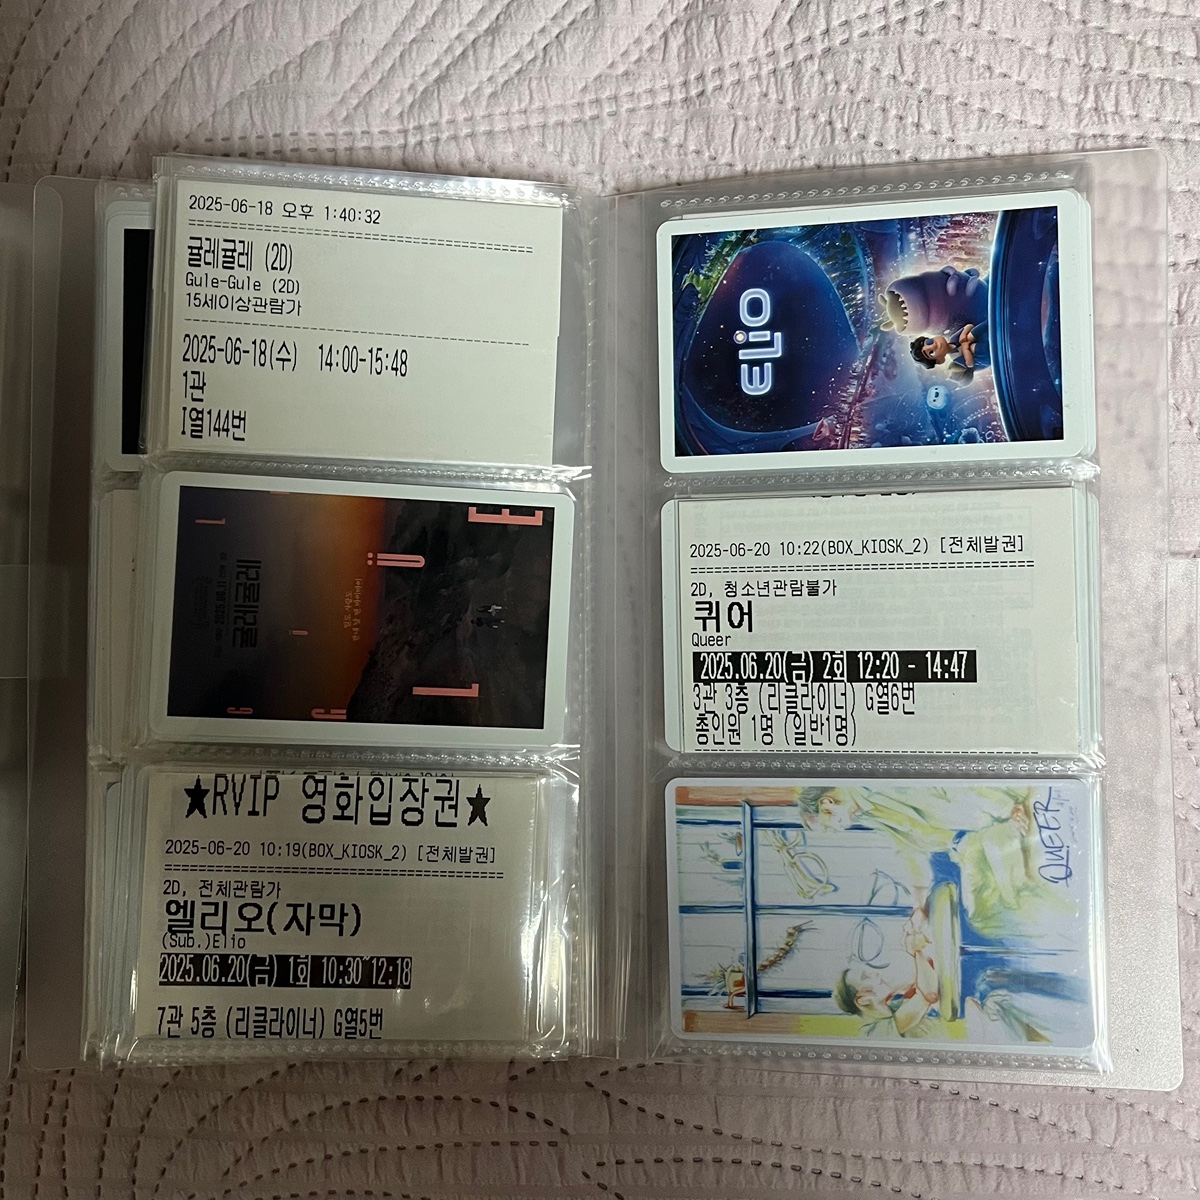 2025-06-18 오후 1:40:32
귤레귤레 (2D)
Gule-Gule (2D)
15세이상관람가
2025-06-18(수) 14:00-15:48
1관
I열144번
귤레귤레
G Ü L E
★RVIP 영화입장권★
2025-06-20 10:19(BOX_KIOSK_2) [전체발권]
2D, 전체관람가
엘리오(자막)
(Sub.)Elio
2025.06.20(금) 1회 10:30~12:18
7관 5층 (리클라이너) G열5번
ELiO
2025-06-20 10:22(BOX_KIOSK_2) [전체발권]
2D, 청소년관람불가
퀴어
Queer
2025.06.20(금) 2회 12:20 - 14:47
3관 3층 (리클라이너) G열6번
총인원 1명 (일반1명)
QUEER